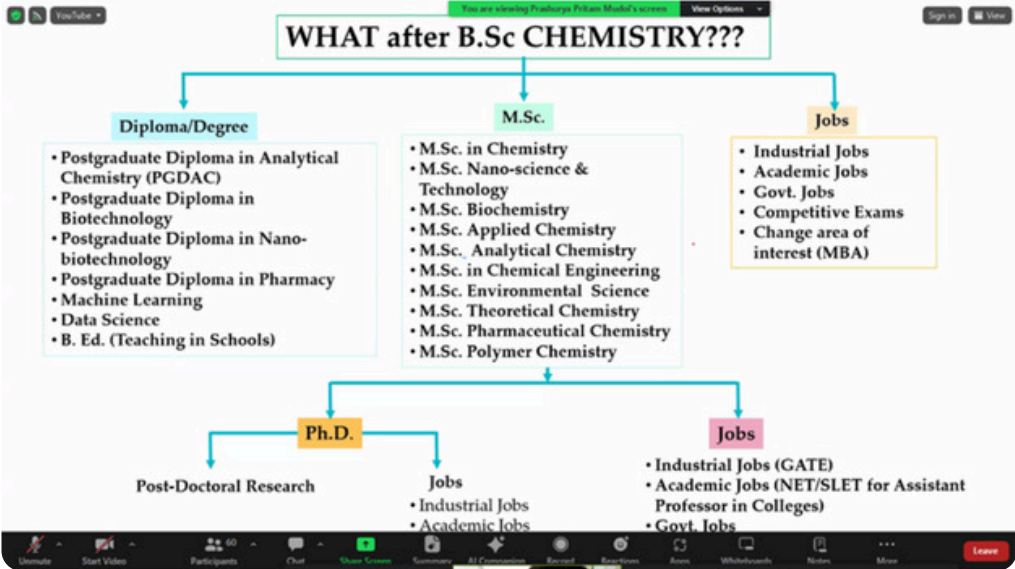 You are viewing Prashurya Pritam Mudoi's screen
View Options
YouTube
Sign in
View
WHAT after B.Sc CHEMISTRY???
Diploma/Degree
• Postgraduate Diploma in Analytical
Chemistry (PGDAC)
• Postgraduate Diploma in
Biotechnology
• Postgraduate Diploma in Nano-
biotechnology
• Postgraduate Diploma in Pharmacy
• Machine Learning
• Data Science
• B. Ed. (Teaching in Schools)
M.Sc.
• M.Sc. in Chemistry
• M.Sc. Nano-science &
Technology
• M.Sc. Biochemistry
• M.Sc. Applied Chemistry
• M.Sc. Analytical Chemistry
• M.Sc. in Chemical Engineering
• M.Sc. Environmental Science
• M.Sc. Theoretical Chemistry
• M.Sc. Pharmaceutical Chemistry
• M.Sc. Polymer Chemistry
Jobs
• Industrial Jobs
• Academic Jobs
• Govt. Jobs
• Competitive Exams
• Change area of
interest (MBA)
Ph.D.
Post-Doctoral Research
Jobs
• Industrial Jobs
• Academic Jobs
Jobs
• Industrial Jobs (GATE)
• Academic Jobs (NET/SLET for Assistant
Professor in Colleges)
• Govt. Jobs
Unmute
Start Video
60
Participants
Chat
Share Screen
Summary
AI Companion
Record
Reactions
Apps
Whiteboards
Notes
More
Leave